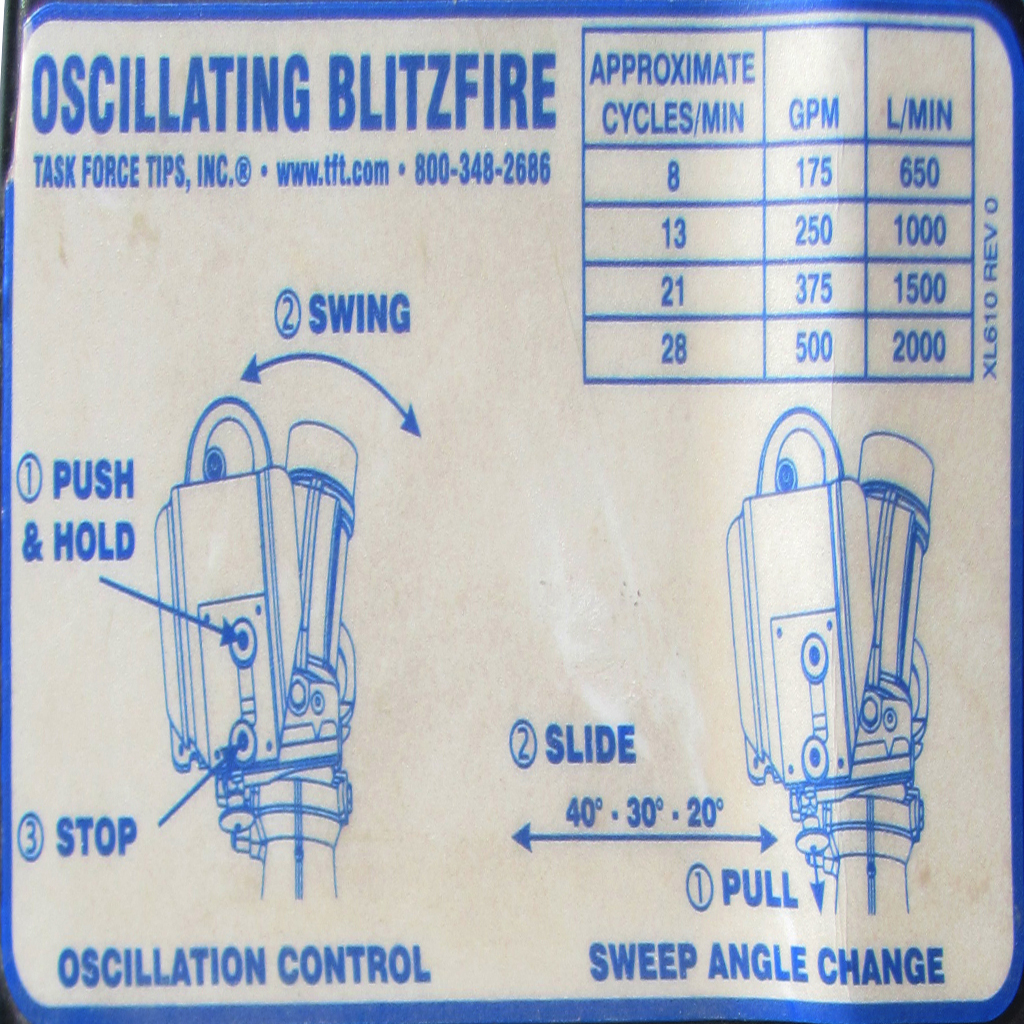 OSCILLATING BLITZFIRE
TASK FORCE TIPS, INC.® • www.tft.com • 800-348-2686
APPROXIMATE CYCLES/MIN GPM L/MIN
8 175 650
13 250 1000
21 375 1500
28 500 2000
XL610 REV 0
② SWING
① PUSH
& HOLD
③ STOP
OSCILLATION CONTROL
② SLIDE
40° · 30° · 20°
① PULL
SWEEP ANGLE CHANGE